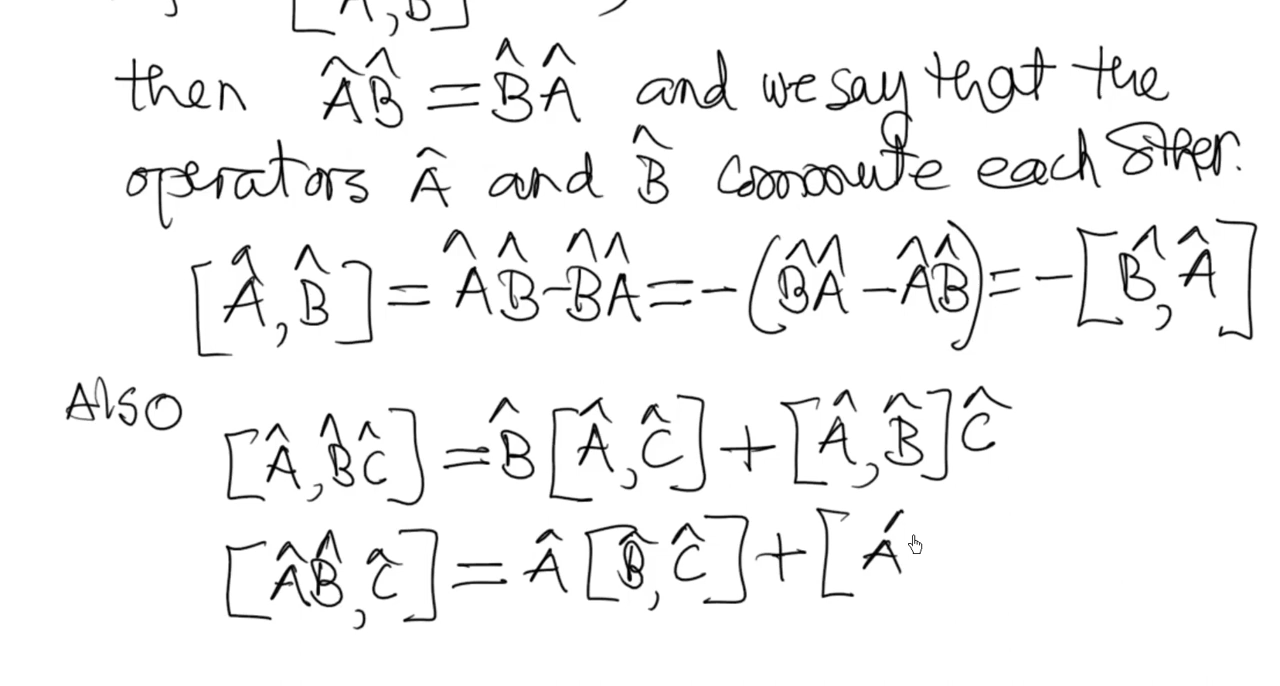 [Â,B̂]
then ÂB̂ = B̂Â and we say that the
operators Â and B̂ commute each other.
[Â,B̂] = ÂB̂-B̂Â = -(B̂Â - ÂB̂) = -[B̂,Â]
Also
[Â,B̂Ĉ] = B̂[Â,Ĉ] + [Â,B̂]Ĉ
[ÂB̂,Ĉ] = Â[B̂,Ĉ] + [Â